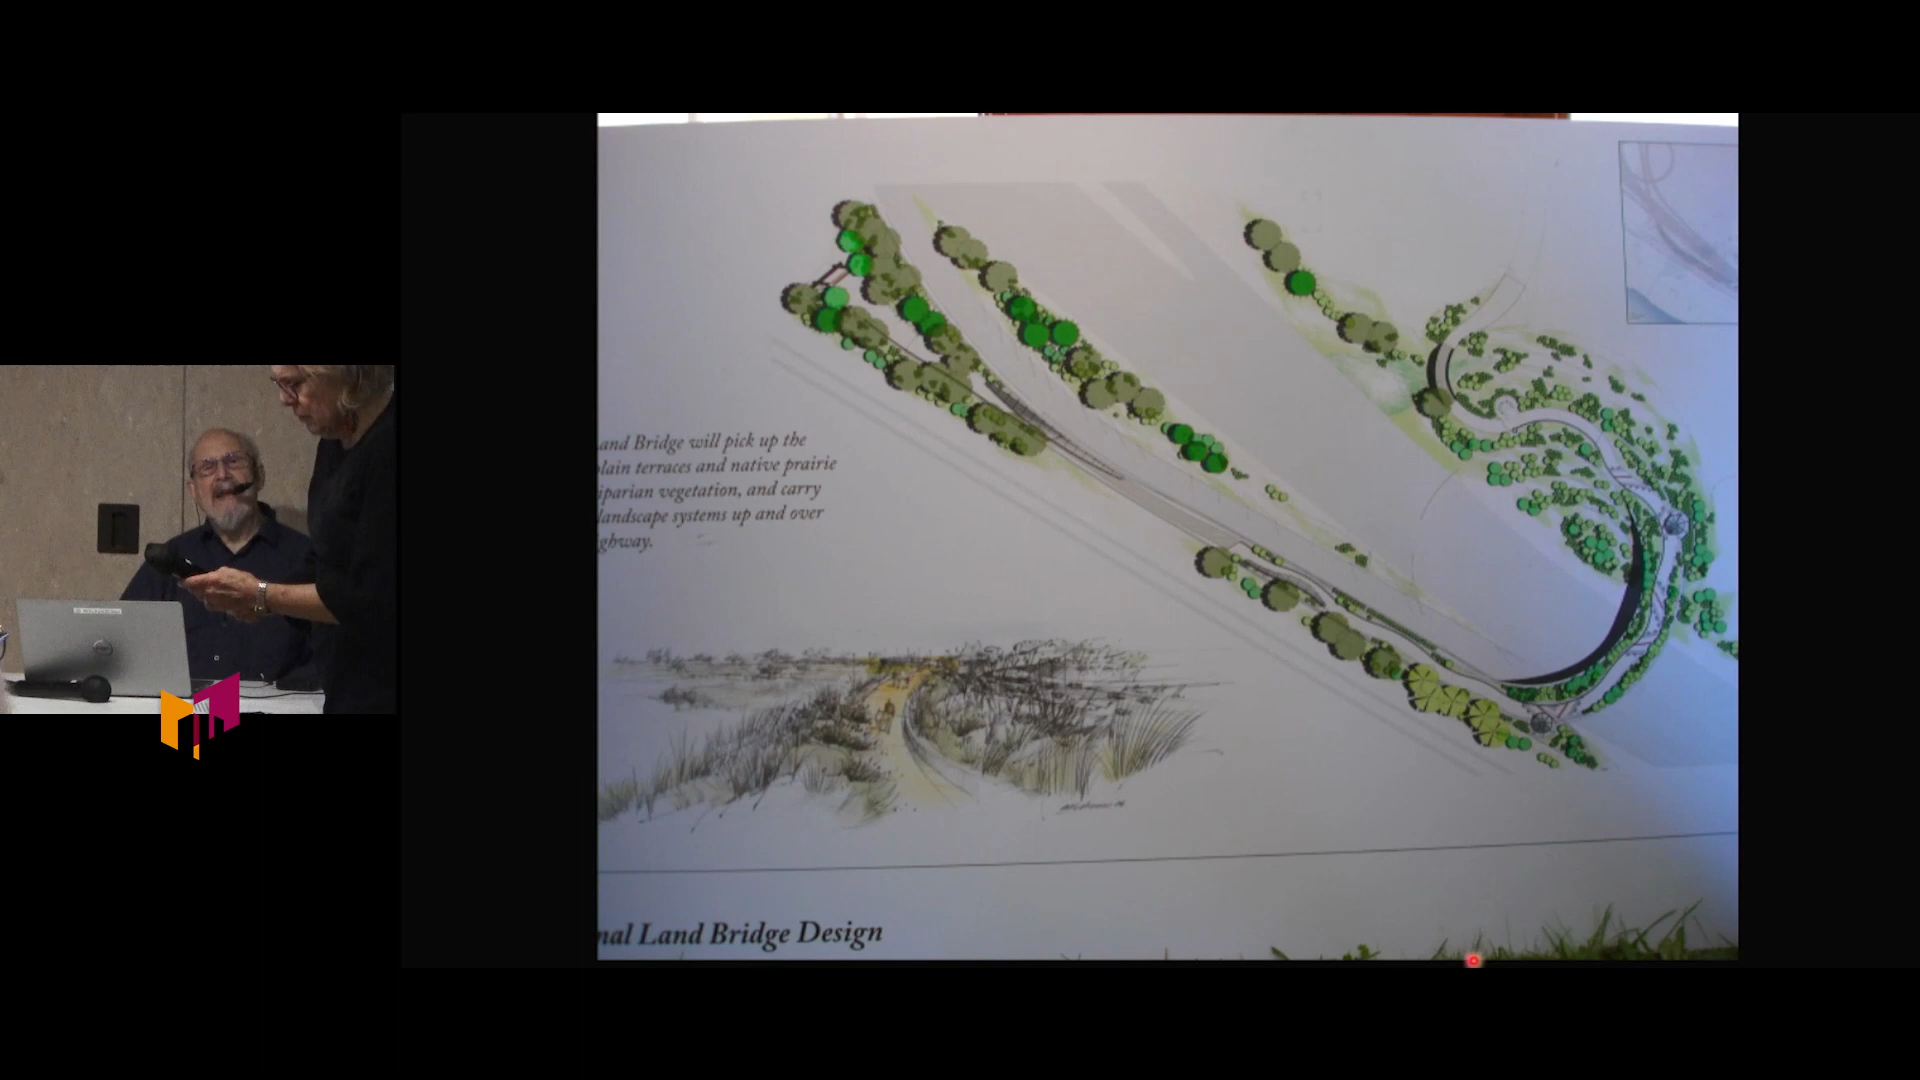 and Bridge will pick up the
plain terraces and native prairie
iparian vegetation, and carry
landscape systems up and over
ghway.
nal Land Bridge Design